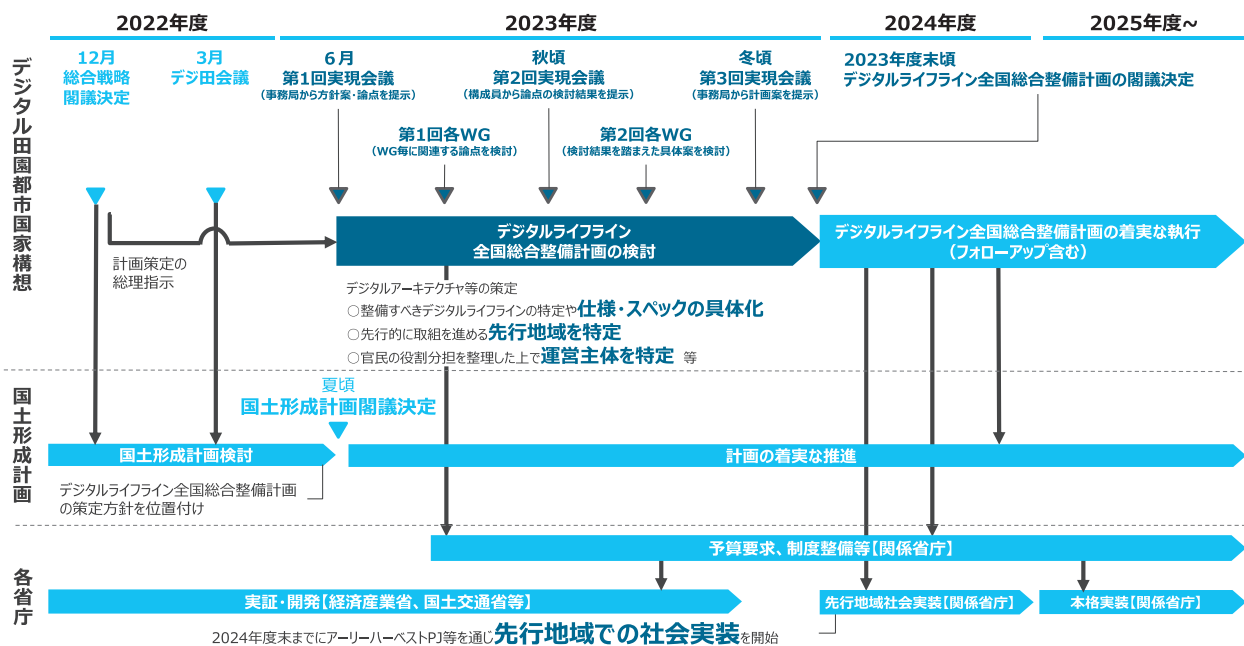 2022年度
2023年度
2024年度
2025年度~
デジタル田園都市国家構想
12月
総合戦略
閣議決定
3月
デジ田会議
6月
第1回実現会議
(事務局から方針案・論点を提示)
秋頃
第2回実現会議
(構成員から論点の検討結果を提示)
冬頃
第3回実現会議
(事務局から計画案を提示)
2023年度末頃
デジタルライフライン全国総合整備計画の閣議決定
第1回各WG
(WG毎に関連する論点を検討)
第2回各WG
(検討結果を踏まえた具体案を検討)
デジタルライフライン
全国総合整備計画の検討
デジタルライフライン全国総合整備計画の着実な執行
(フォローアップ含む)
計画策定の
総理指示
デジタルアーキテクチャ等の策定
○整備すべきデジタルライフラインの特定や仕様・スペックの具体化
○先行的に取組を進める先行地域を特定
○官民の役割分担を整理した上で運営主体を特定 等
国土形成計画
夏頃
国土形成計画閣議決定
国土形成計画検討
計画の着実な推進
デジタルライフライン全国総合整備計画
の策定方針を位置付け
各省庁
予算要求、制度整備等【関係省庁】
実証・開発【経済産業省、国土交通省等】
先行地域社会実装【関係省庁】
本格実装【関係省庁】
2024年度末までにアーリーハーベストPJ等を通じ先行地域での社会実装を開始